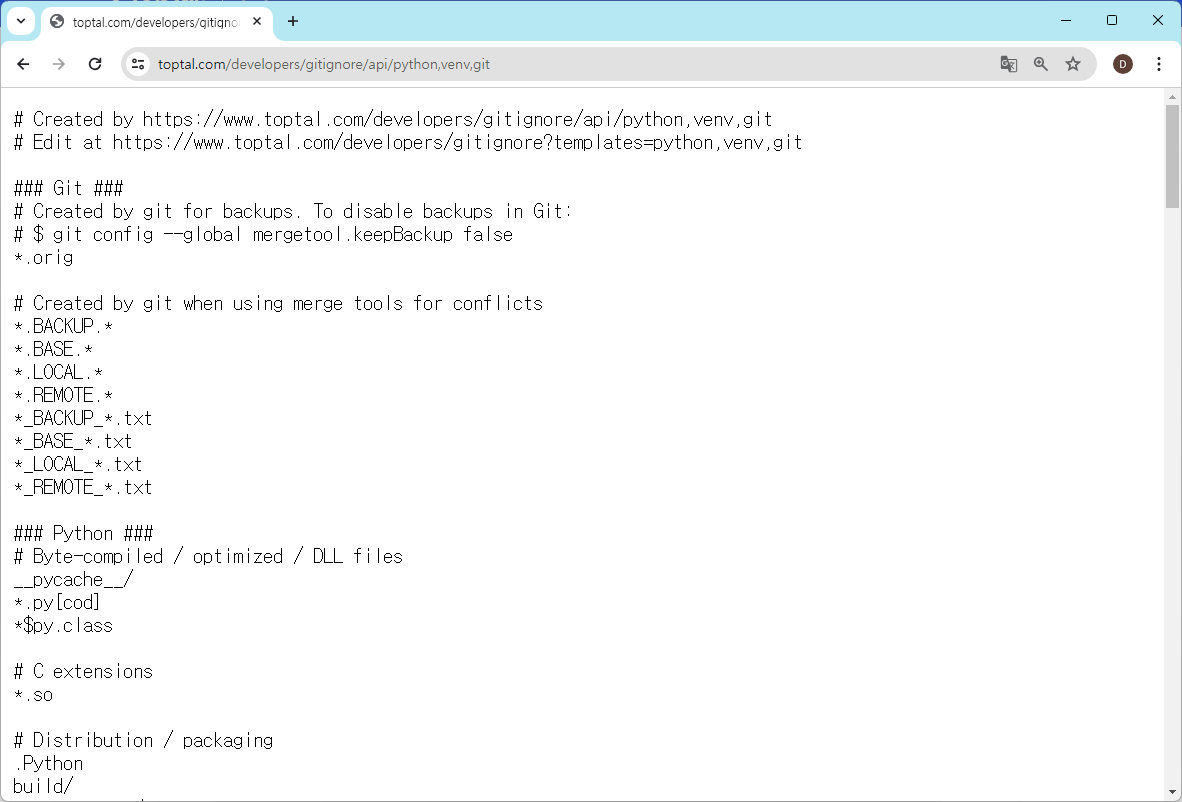 toptal.com/developers/gitigno
toptal.com/developers/gitignore/api/python,venv,git
D
# Created by https://www.toptal.com/developers/gitignore/api/python,venv,git
# Edit at https://www.toptal.com/developers/gitignore?templates=python,venv,git
### Git ###
# Created by git for backups. To disable backups in Git:
# $ git config --global mergetool.keepBackup false
*.orig
# Created by git when using merge tools for conflicts
*.BACKUP.*
*.BASE.*
*.LOCAL.*
*.REMOTE.*
*_BACKUP_*.txt
*_BASE_*.txt
*_LOCAL_*.txt
*_REMOTE_*.txt
### Python ###
# Byte-compiled / optimized / DLL files
__pycache__/
*.py[cod]
*$py.class
# C extensions
*.so
# Distribution / packaging
.Python
build/